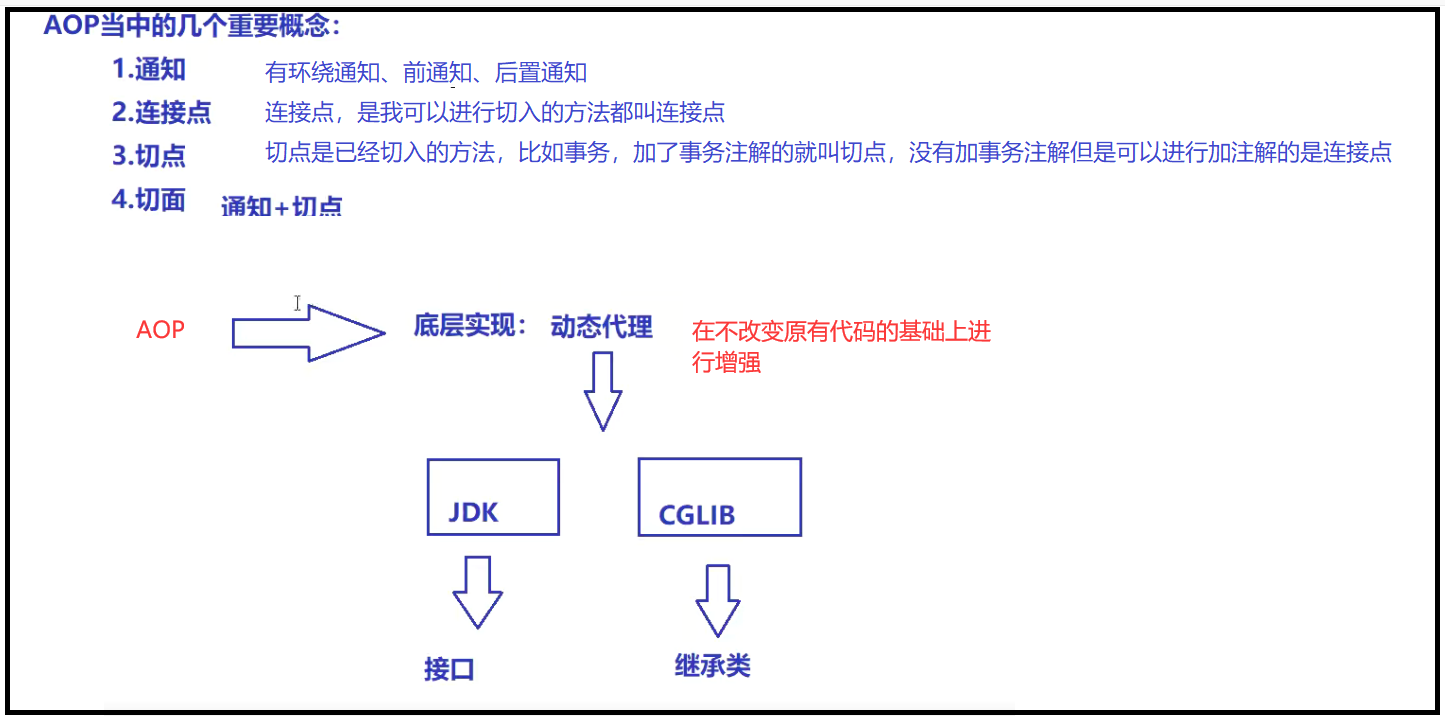 AOP当中的几个重要概念：
1.通知 有环绕通知、前通知、后置通知
2.连接点 连接点，是我可以进行切入的方法都叫连接点
3.切点 切点是已经切入的方法，比如事务，加了事务注解的就叫切点，没有加事务注解但是可以进行加注解的是连接点
4.切面 通知+切点
AOP 底层实现： 动态代理 在不改变原有代码的基础上进
行增强
JDK CGLIB
接口 继承类